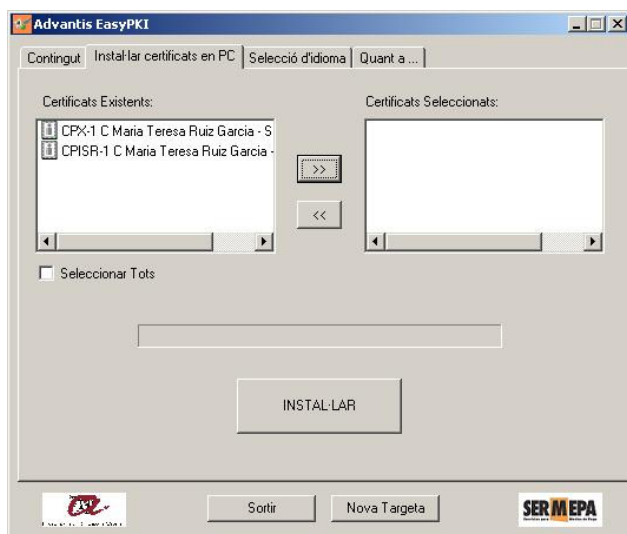 Advantis EasyPKI
Contingut
Instal·lar certificats en PC
Selecció d'idioma
Quant a ...
Certificats Existents:
Certificats Seleccionats:
CPX-1 C Maria Teresa Ruiz Garcia - S
CPISR-1 C Maria Teresa Ruiz Garcia -
>>
<<
Seleccionar Tots
INSTAL·LAR
Sortir
Nova Targeta
SERMEPA